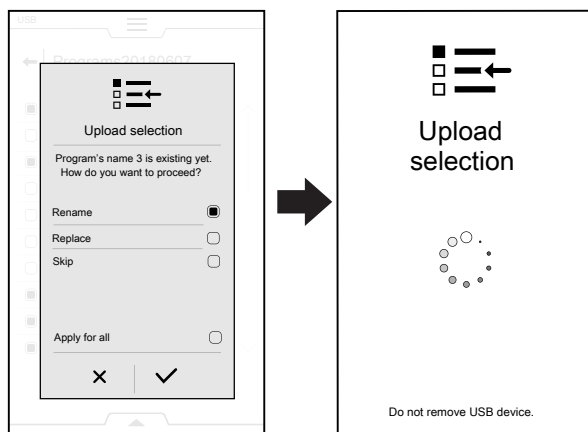 USB
Programs20180607
Upload selection
Program's name 3 is existing yet.
How do you want to proceed?
Rename
Replace
Skip
Apply for all
Upload
selection
Do not remove USB device.